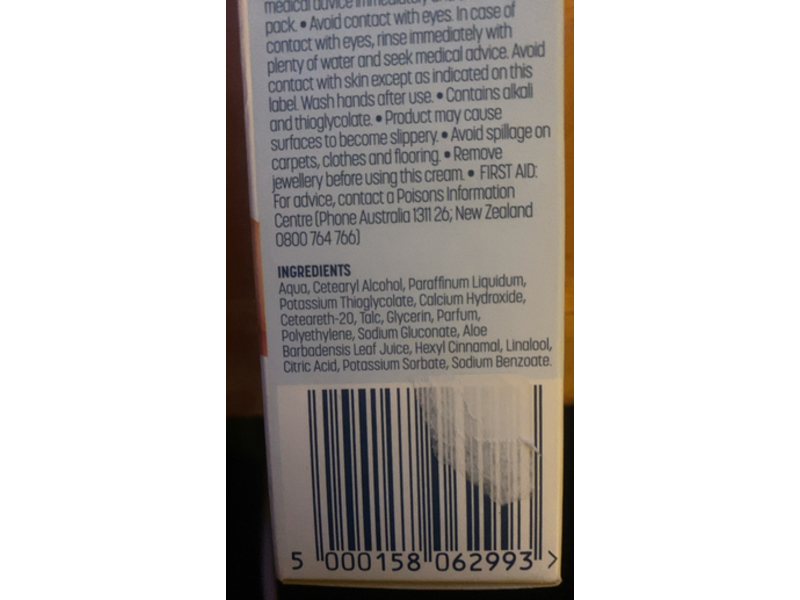 medical advice immediately
pack. • Avoid contact with eyes. In case of
contact with eyes, rinse immediately with
plenty of water and seek medical advice. Avoid
contact with skin except as indicated on this
label. Wash hands after use. • Contains alkali
and thioglycolate. • Product may cause
surfaces to become slippery. • Avoid spillage on
carpets, clothes and flooring. • Remove
jewellery before using this cream. • FIRST AID:
For advice, contact a Poisons Information
Centre (Phone Australia 1311 26; New Zealand
0800 764 766)
INGREDIENTS
Aqua, Cetearyl Alcohol, Paraffinum Liquidum,
Potassium Thioglycolate, Calcium Hydroxide,
Ceteareth-20, Talc, Glycerin, Parfum,
Polyethylene, Sodium Gluconate, Aloe
Barbadensis Leaf Juice, Hexyl Cinnamal, Linalool,
Citric Acid, Potassium Sorbate, Sodium Benzoate.
5 000158 062993 >